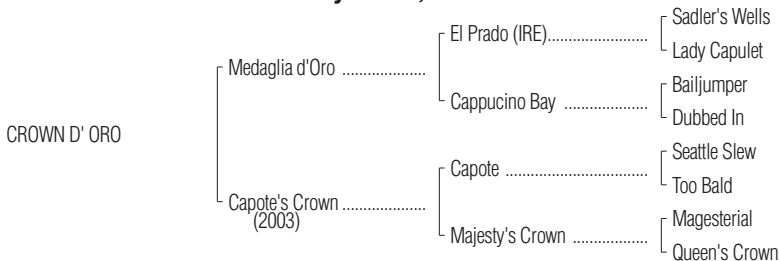 Sadler's Wells
El Prado (IRE)....................
Lady Capulet
Medaglia d'Oro ....................
Bailjumper
Cappucino Bay ....................
Dubbed In
CROWN D' ORO
Seattle Slew
Capote ....................
Too Bald
Capote's Crown ....................
(2003)
Magesterial
Majesty's Crown ....................
Queen's Crown